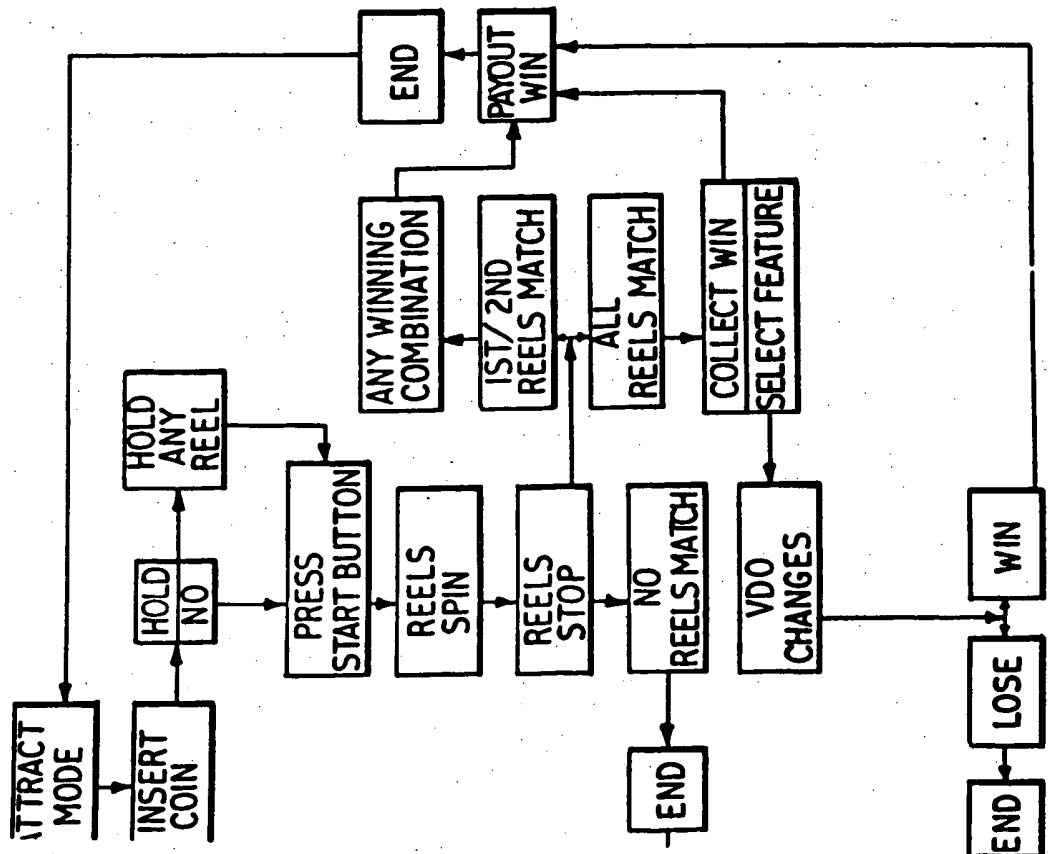 \TTRACT
MODE
INSERT
COIN
HOLD
NO
HOLD
ANY
REEL
PRESS
START BUTTON
REELS
SPIN
REELS
STOP
NO
REELS MATCH
END
ANY WINNING
COMBINATION
1ST/2ND
REELS MATCH
ALL
REELS MATCH
COLLECT WIN
SELECT FEATURE
END
PAYOUT
WIN
VDO
CHANGES
WIN
LOSE
END